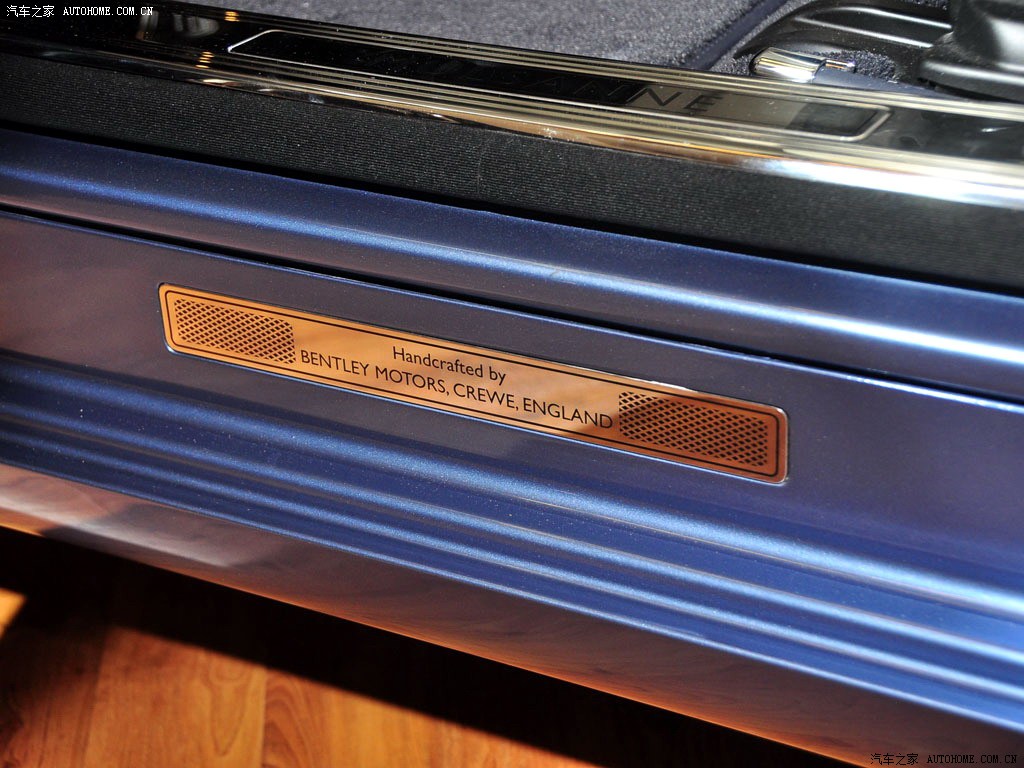 汽车之家 AUTOHOME.COM.CN
Handcrafted by
BENTLEY MOTORS, CREWE, ENGLAND
汽车之家 AUTOHOME.COM.CN